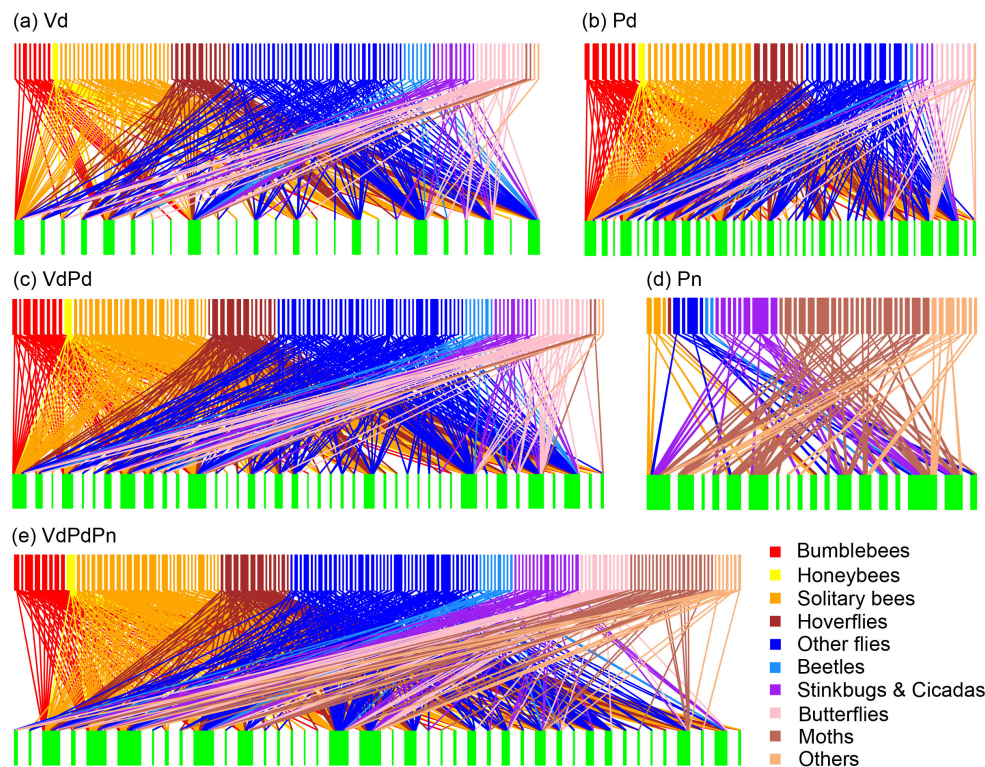 (a) Vd
(b) Pd
(c) VdPd
(d) Pn
(e) VdPdPn
Bumblebees
Honeybees
Solitary bees
Hoverflies
Other flies
Beetles
Stinkbugs & Cicadas
Butterflies
Moths
Others